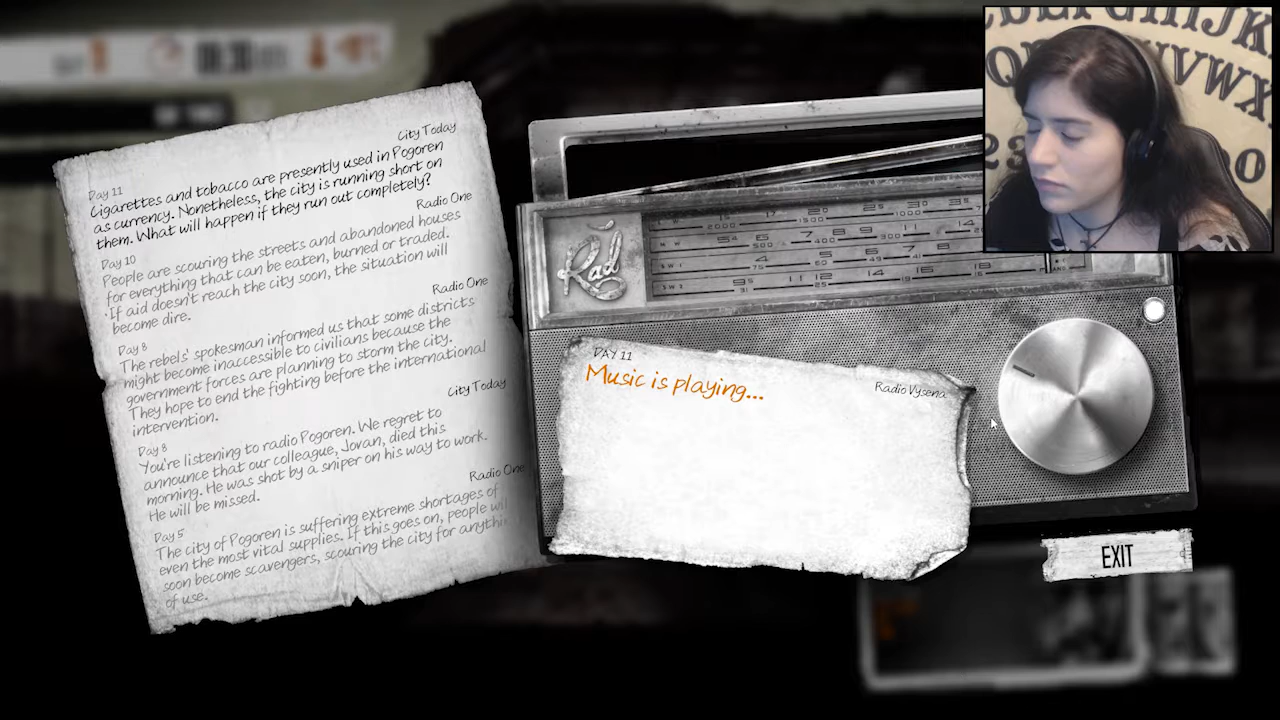 City Today
Day 11
Cigarettes and tobacco are presently used in Pogoren
as currency. Nonetheless, the city is running short on
them. What will happen if they run out completely?
Radio One
Day 10
People are scouring the streets and abandoned houses
for everything that can be eaten, burned or traded.
If aid doesn't reach the city soon, the situation will
become dire.
Radio One
Day 8
The rebels' spokesman informed us that some districts
might become inaccessible to civilians because the
government forces are planning to storm the city.
They hope to end the fighting before the international
intervention.
City Today
Day 8
You're listening to radio Pogoren. We regret to
announce that our colleague, Jovan, died this
morning. He was shot by a sniper on his way to work.
He will be missed.
Radio One
Day 5
The city of Pogoren is suffering extreme shortages of
even the most vital supplies. If this goes on, people will
soon become scavengers, scouring the city for anything
of use.
Rad
DAY 11
Radio Vysena
Music is playing...
EXIT